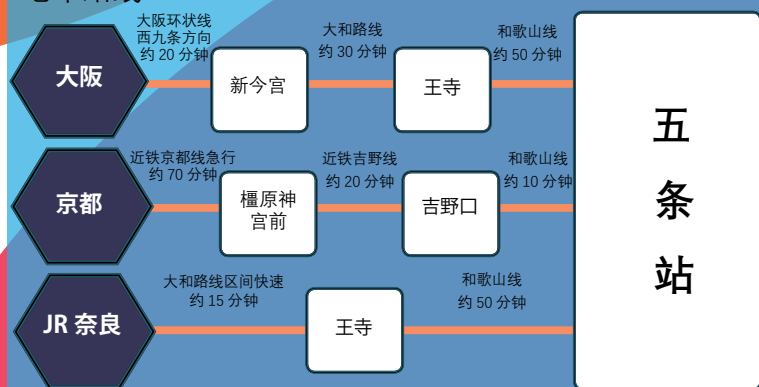 大阪环状线
西九条方向
约 20 分钟
大和路线
约 30 分钟
和歌山线
约 50 分钟
大阪
新今宫
王寺
近铁京都线急行
约 70 分钟
近铁吉野线
约 20 分钟
和歌山线
约 10 分钟
京都
橿原神
宫前
吉野口
大和路线区间快速
约 15 分钟
和歌山线
约 50 分钟
JR 奈良
王寺
五
条
站